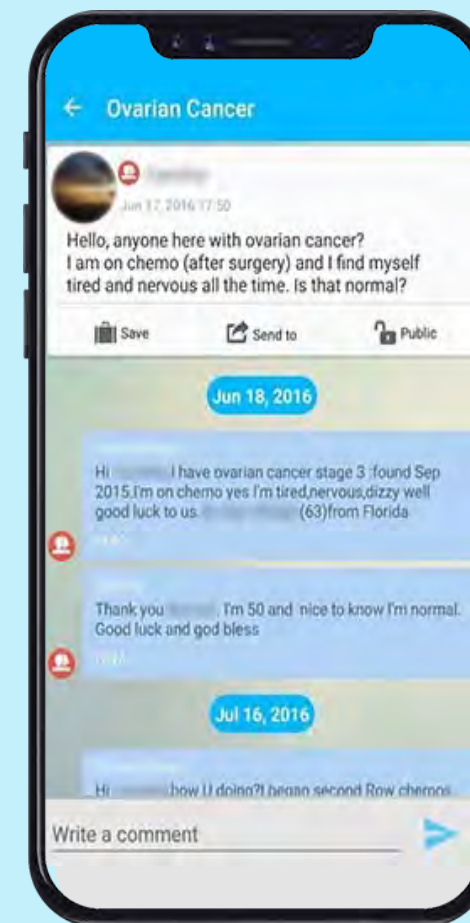 Ovarian Cancer
Jun 17, 2016 17:50
Hello, anyone here with ovarian cancer?
I am on chemo (after surgery) and I find myself
tired and nervous all the time. Is that normal?
Save
Send to
Public
Jun 18, 2016
Hi I have ovarian cancer stage 3 :found Sep
2015.I'm on chemo yes I'm tired,nervous,dizzy well
good luck to us (63)from Florida
Thank you . I'm 50 and nice to know I'm normal.
Good luck and god bless
Jul 16, 2016
Hi how U doing?I began second Row chemos
Write a comment